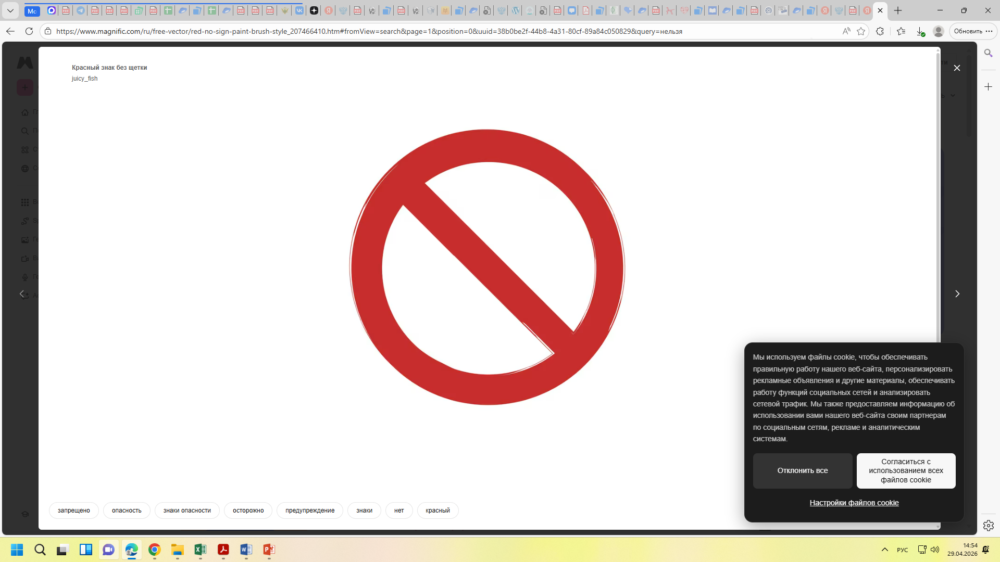 Mc
https://www.magnific.com/ru/free-vector/red-no-sign-paint-brush-style_207466410.htm#fromView=search&page=1&position=0&uuid=38b0be2f-44b8-4a31-80cf-89a84c050829&query=нельзя
Обновить
Красный знак без щетки
juicy_fish
запрещено
опасность
знаки опасности
осторожно
предупреждение
знаки
нет
красный
Мы используем файлы cookie, чтобы обеспечивать
правильную работу нашего веб-сайта, персонализировать
рекламные объявления и другие материалы, обеспечивать
работу функций социальных сетей и анализировать
сетевой трафик. Мы также предоставляем информацию об
использовании вами нашего веб-сайта своим партнерам
по социальным сетям, рекламе и аналитическим
системам.
Отклонить все
Согласиться с
использованием всех
файлов cookie
Настройки файлов cookie
РУС
14:54
29.04.2026